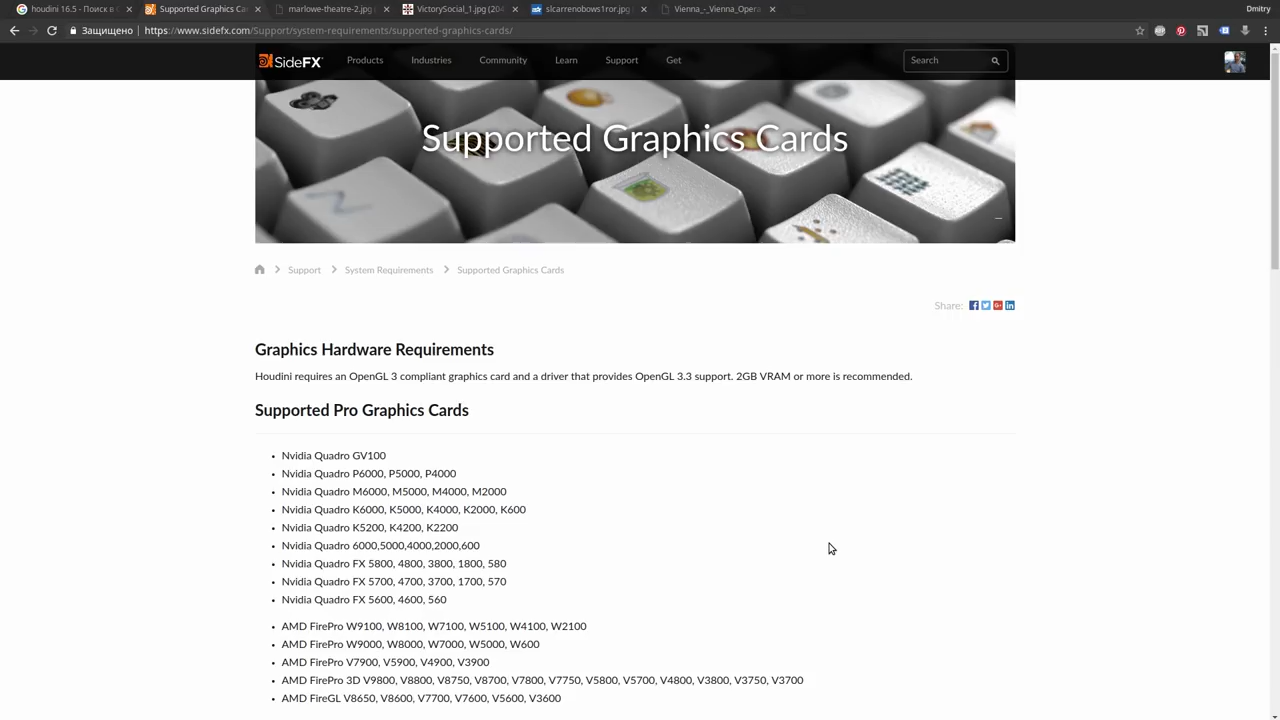 houdini 16.5 - Поиск в G
Supported Graphics Ca
marlowe-theatre-2.jpg (
VictorySocial_1.jpg (204
slcarrenobows1ror.jpg
Vienna_-_Vienna_Opera
Dmitry
Защищено
https://www.sidefx.com/Support/system-requirements/supported-graphics-cards/
SideFX
Products
Industries
Community
Learn
Support
Get
Search
Supported Graphics Cards
Support
System Requirements
Supported Graphics Cards
Share:
Graphics Hardware Requirements
Houdini requires an OpenGL 3 compliant graphics card and a driver that provides OpenGL 3.3 support. 2GB VRAM or more is recommended.
Supported Pro Graphics Cards
Nvidia Quadro GV100
Nvidia Quadro P6000, P5000, P4000
Nvidia Quadro M6000, M5000, M4000, M2000
Nvidia Quadro K6000, K5000, K4000, K2000, K600
Nvidia Quadro K5200, K4200, K2200
Nvidia Quadro 6000,5000,4000,2000,600
Nvidia Quadro FX 5800, 4800, 3800, 1800, 580
Nvidia Quadro FX 5700, 4700, 3700, 1700, 570
Nvidia Quadro FX 5600, 4600, 560
AMD FirePro W9100, W8100, W7100, W5100, W4100, W2100
AMD FirePro W9000, W8000, W7000, W5000, W600
AMD FirePro V7900, V5900, V4900, V3900
AMD FirePro 3D V9800, V8800, V8750, V8700, V7800, V7750, V5800, V5700, V4800, V3800, V3750, V3700
AMD FireGL V8650, V8600, V7700, V7600, V5600, V3600